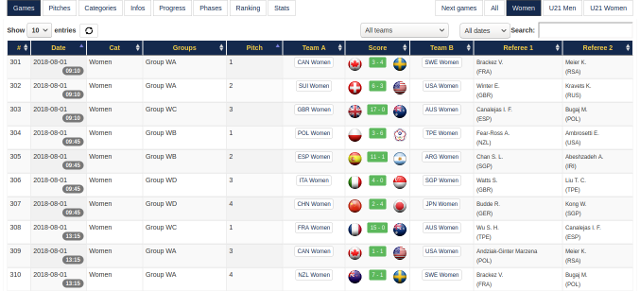 Games Pitches Categories Infos Progress Phases Ranking Stats Next games All Women U21 Men U21 Women
Show 10 entries All teams All dates Search:
# Date Cat Groups Pitch Team A Score Team B Referee 1 Referee 2
301 2018-08-01 Women Group WA 1 CAN Women 3 - 4 SWE Women Brackez V. Meier K.
09:10 (FRA) (RSA)
302 2018-08-01 Women Group WA 2 SUI Women 6 - 3 USA Women Winter E. Kravets K.
09:10 (GBR) (RUS)
303 2018-08-01 Women Group WC 3 GBR Women 17 - 0 AUS Women Canalejas I. F. Bugaj M.
09:10 (ESP) (POL)
304 2018-08-01 Women Group WB 1 POL Women 3 - 6 TPE Women Fear-Ross A. Ambrosetti E.
09:45 (NZL) (USA)
305 2018-08-01 Women Group WB 2 ESP Women 11 - 1 ARG Women Chan S. L. Abeshzadeh A.
09:45 (SGP) (IRI)
306 2018-08-01 Women Group WD 3 ITA Women 4 - 0 SGP Women Watts S. Liu T. C.
09:45 (GBR) (TPE)
307 2018-08-01 Women Group WD 4 CHN Women 2 - 4 JPN Women Budde R. Kong W.
09:45 (GER) (SGP)
308 2018-08-01 Women Group WC 1 FRA Women 15 - 0 AUS Women Wu S. H. Canalejas I. F.
13:15 (TPE) (ESP)
309 2018-08-01 Women Group WA 3 CAN Women 1 - 1 USA Women Andzias-Ginter Marzena Meier K.
13:15 (POL) (RSA)
310 2018-08-01 Women Group WA 4 NZL Women 7 - 1 SWE Women Brackez V. Bugaj M.
13:15 (FRA) (POL)